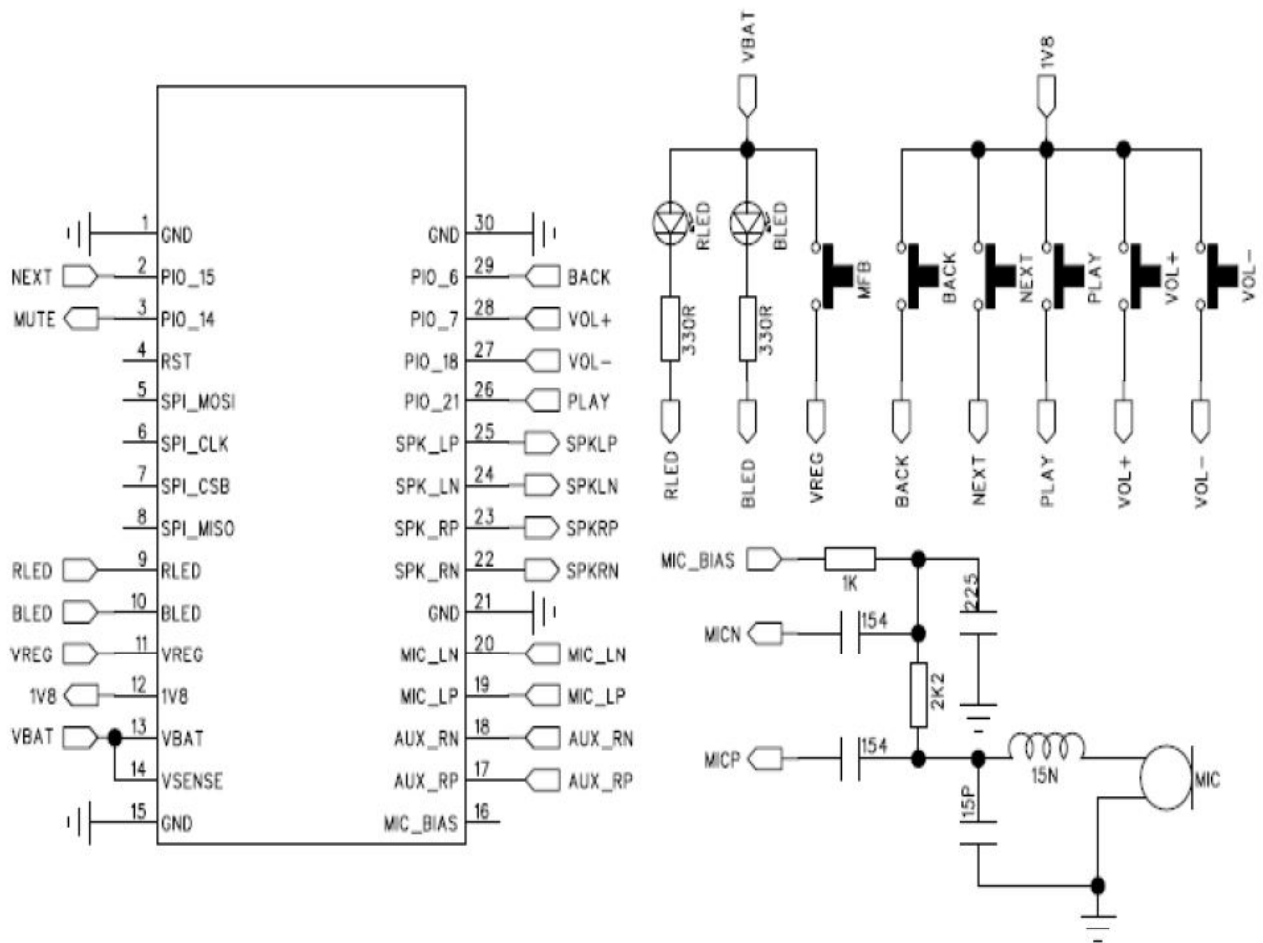 VBAT
1V8
1
GND
30
GND
NEXT
2
PIO_15
29
PIO_6
BACK
MUTE
3
PIO_14
28
PIO_7
VOL+
4
RST
27
PIO_18
VOL-
5
SPI_MOSI
26
PIO_21
PLAY
6
SPI_CLK
25
SPK_LP
SPKLP
7
SPI_CSB
24
SPK_LN
SPKLN
8
SPI_MISO
23
SPK_RP
SPKRP
RLED
9
RLED
22
SPK_RN
SPKRN
BLED
10
BLED
21
GND
VREG
11
VREG
20
MIC_LN
MIC_LN
1V8
12
1V8
19
MIC_LP
MIC_LP
VBAT
13
VBAT
18
AUX_RN
AUX_RN
14
VSENSE
17
AUX_RP
AUX_RP
15
GND
16
MIC_BIAS
RLED
BLED
MFB
BACK
NEXT
PLAY
VOL+
VOL-
330R
330R
RLED
BLED
VREG
BACK
NEXT
PLAY
VOL+
VOL-
MIC_BIAS
1K
225
MICN
154
2K2
MICP
154
15N
15P
MIC